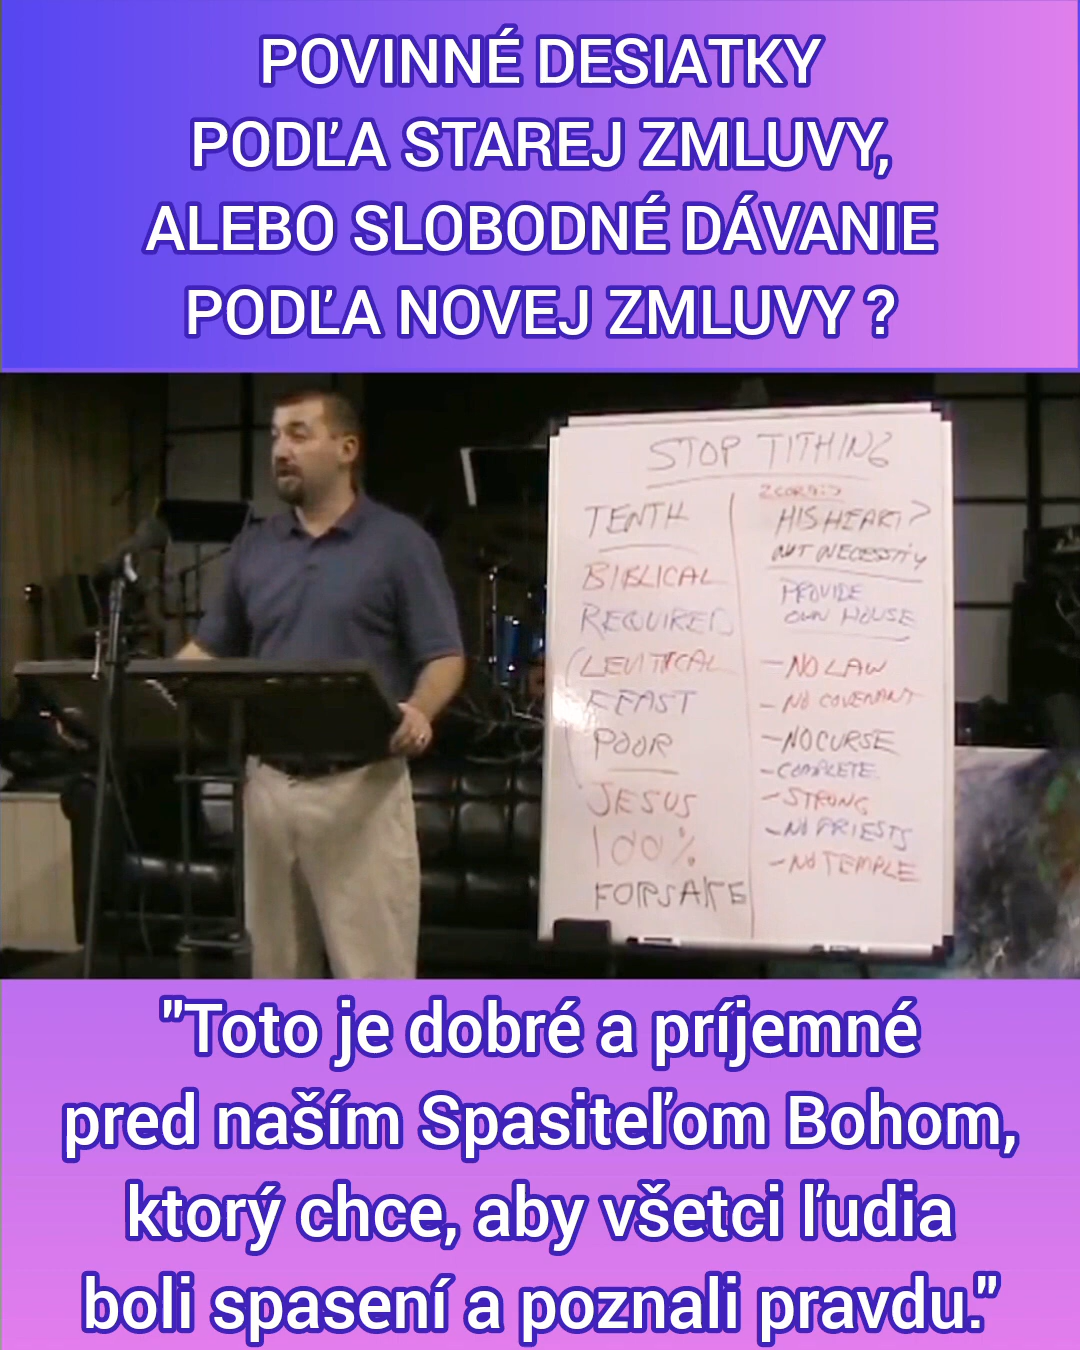 POVINNÉ DESIATKY
PODĽA STAREJ ZMLUVY,
ALEBO SLOBODNÉ DÁVANIE
PODĽA NOVEJ ZMLUVY ?
STOP TITHING
TENTH
BIBLICAL
REQUIRED
(LEVITICAL
FEAST
POOR
JESUS
100%
FORSAKE
2COR9:7
HIS HEART?
NOT NECESSITY
PROVIDE
OWN HOUSE
- NO LAW
- NO COVENANT
- NO CURSE
- COMPLETE
- STRONG
- NO PRIESTS
- NO TEMPLE
"Toto je dobré a príjemné
pred naším Spasiteľom Bohom,
ktorý chce, aby všetci ľudia
boli spasení a poznali pravdu."